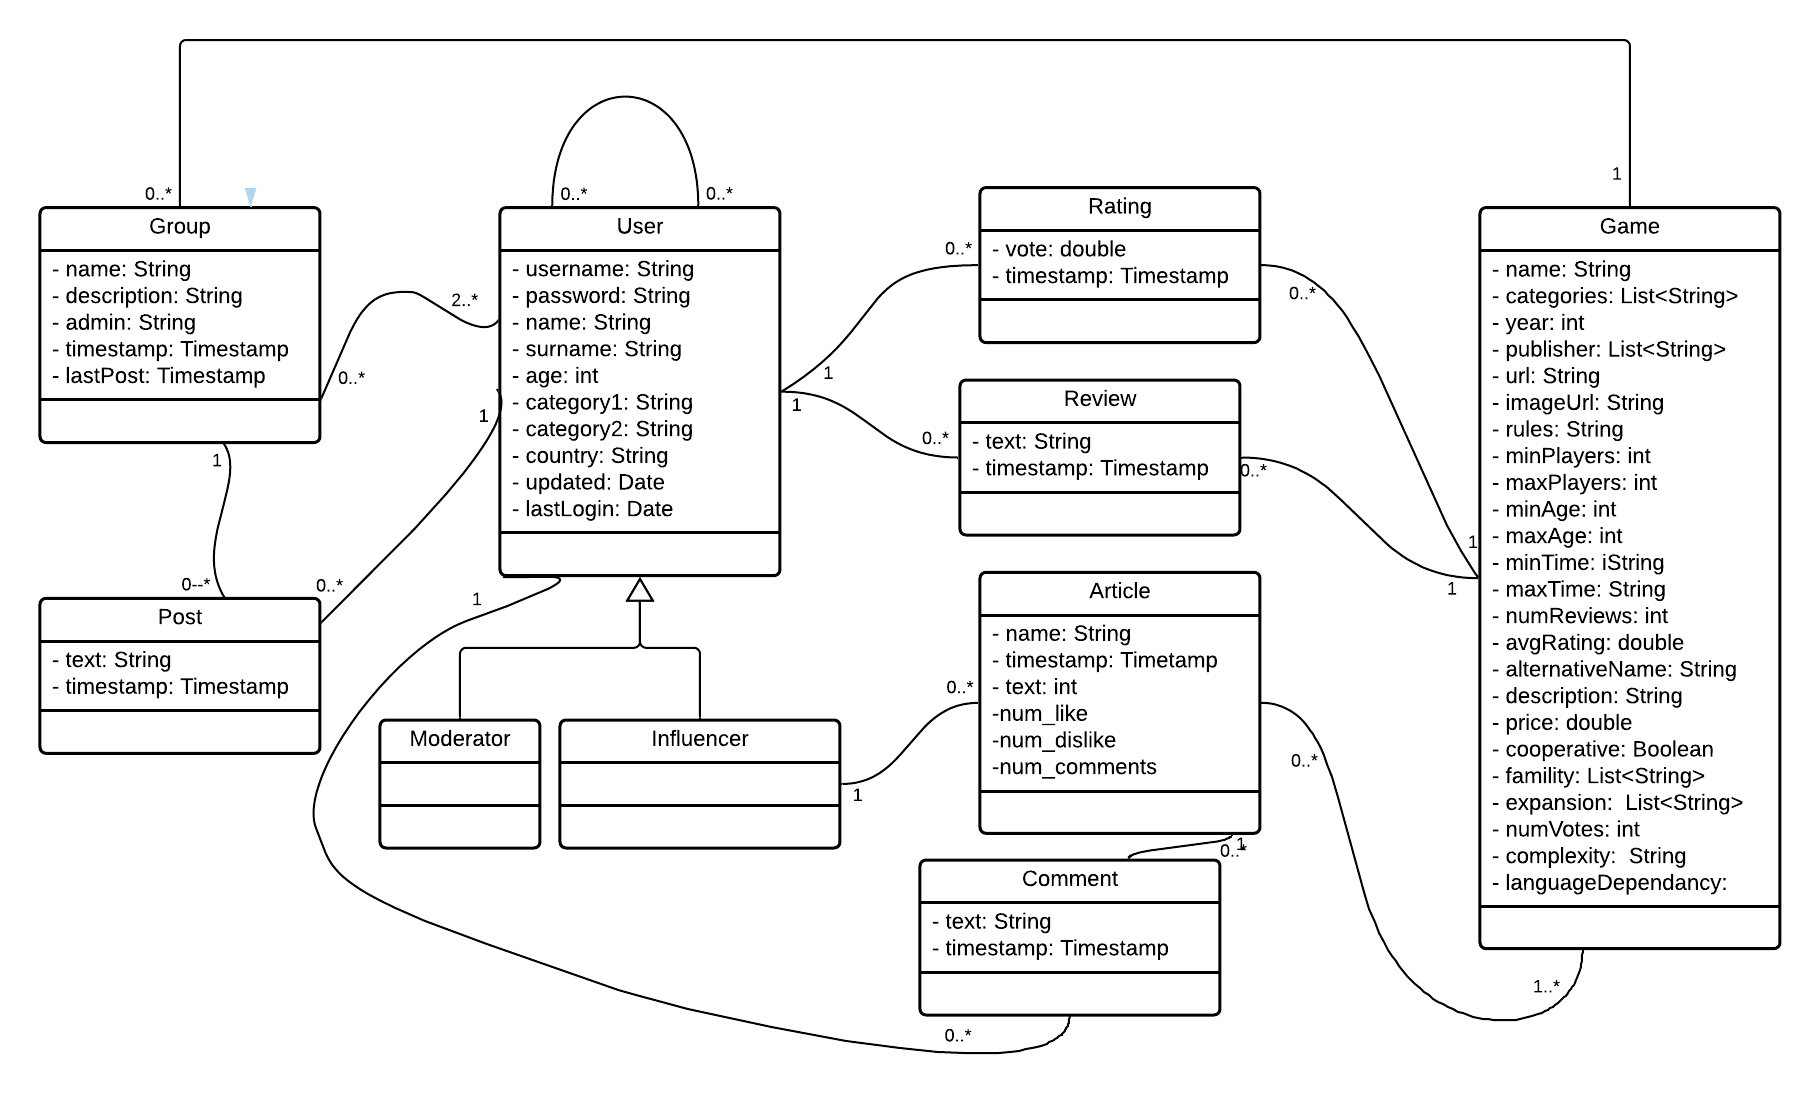 Group
- name: String
- description: String
- admin: String
- timestamp: Timestamp
- lastPost: Timestamp
0..*
0..*
1
User
- username: String
- password: String
- name: String
- surname: String
- age: int
- category1: String
- category2: String
- country: String
- updated: Date
- lastLogin: Date
0..*
0..*
2..*
1
1
1
1
Rating
- vote: double
- timestamp: Timestamp
0..*
0..*
Review
- text: String
- timestamp: Timestamp
0..*
0..*
Game
- name: String
- categories: List<String>
- year: int
- publisher: List<String>
- url: String
- imageUrl: String
- rules: String
- minPlayers: int
- maxPlayers: int
- minAge: int
- maxAge: int
- minTime: iString
- maxTime: String
- numReviews: int
- avgRating: double
- alternativeName: String
- description: String
- price: double
- cooperative: Boolean
- famility: List<String>
- expansion:  List<String>
- numVotes: int
- complexity:  String
- languageDependancy:
1
1
1
1..*
Post
- text: String
- timestamp: Timestamp
0--*
0..*
Moderator
Influencer
1
Article
- name: String
- timestamp: Timetamp
- text: int
-num_like
-num_dislike
-num_comments
0..*
0..*
1
0..*
Comment
- text: String
- timestamp: Timestamp
0..*